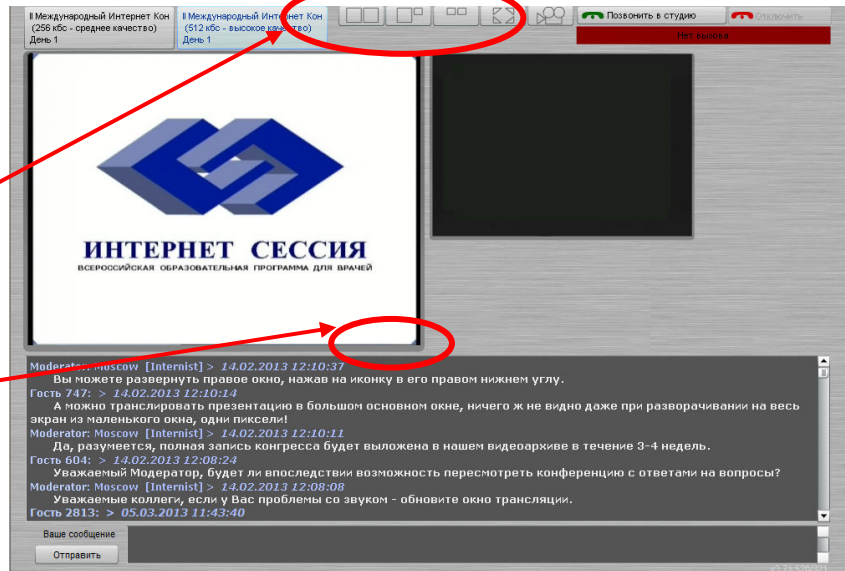 II Международный Интернет Кон
(256 кбс - среднее качество)
День 1
II Международный Интернет Кон
(512 кбс - высокое качество)
День 1
Позвонить в студию
Отключить
Нет вызова
ИНТЕРНЕТ СЕССИЯ
ВСЕРОССИЙСКАЯ ОБРАЗОВАТЕЛЬНАЯ ПРОГРАММА ДЛЯ ВРАЧЕЙ
Moderator: Moscow [Internist] > 14.02.2013 12:10:37
Вы можете развернуть правое окно, нажав на иконку в его правом нижнем углу.
Гость 747: > 14.02.2013 12:10:14
А можно транслировать презентацию в большом основном окне, ничего ж не видно даже при разворачивании на весь
экран из маленького окна, одни пиксели!
Moderator: Moscow [Internist] > 14.02.2013 12:10:11
Да, разумеется, полная запись конгресса будет выложена в нашем видеоархиве в течение 3-4 недель.
Гость 604: > 14.02.2013 12:08:24
Уважаемый Модератор, будет ли впоследствии возможность пересмотреть конференцию с ответами на вопросы?
Moderator: Moscow [Internist] > 14.02.2013 12:08:08
Уважаемые коллеги, если у Вас проблемы со звуком - обновите окно трансляции.
Гость 2813: > 05.03.2013 11:43:40
Ваше сообщение
Отправить